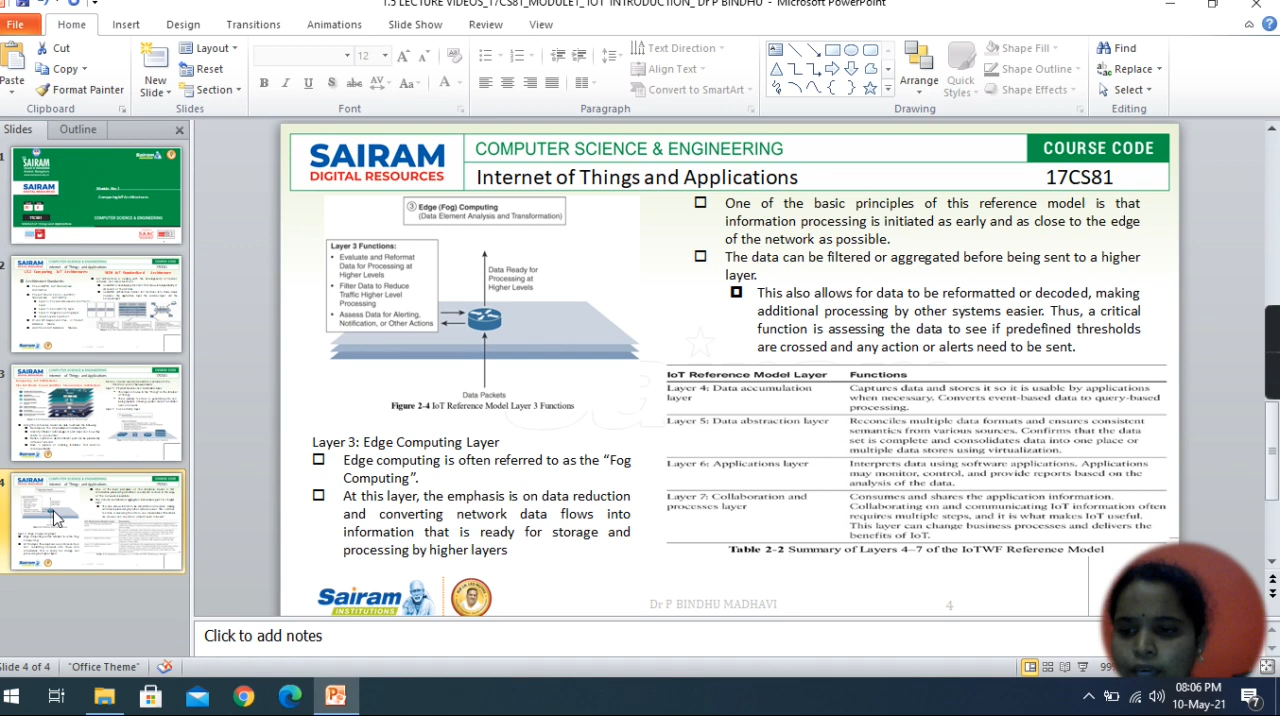 1.5 LECTURE VIDEOS_17CS81_MODULE1_ IOT INTRODUCTION_ Dr P BINDHU - Microsoft PowerPoint
File Home Insert Design Transitions Animations Slide Show Review View
Cut
Copy
Format Painter
Paste
Clipboard
New
Slide
Layout
Reset
Section
Slides
12
Font
Text Direction
Align Text
Convert to SmartArt
Paragraph
Arrange
Quick
Styles
Shape Fill
Shape Outline
Shape Effects
Drawing
Find
Replace
Select
Editing
Slides Outline
1
2
3
4
SAIRAM
DIGITAL RESOURCES
COMPUTER SCIENCE & ENGINEERING
Internet of Things and Applications
COURSE CODE
17CS81
③ Edge (Fog) Computing
(Data Element Analysis and Transformation)
Layer 3 Functions:
• Evaluate and Reformat
Data for Processing at
Higher Levels
• Filter Data to Reduce
Traffic Higher Level
Processing
• Assess Data for Alerting,
Notification, or Other Actions
Data Ready for
Processing at
Higher Levels
Data Packets
Figure 2-4 IoT Reference Model Layer 3 Functions
Layer 3: Edge Computing Layer
Edge computing is often referred to as the “Fog
Computing”.
At this layer, the emphasis is on data reduction
and converting network data flows into
information that is ready for storage and
processing by higher layers
One of the basic principles of this reference model is that
information processing is initiated as early and as close to the edge
of the network as possible.
The data can be filtered or aggregated before being sent to a higher
layer.
This also allows for data to be reformatted or decoded, making
additional processing by other systems easier. Thus, a critical
function is assessing the data to see if predefined thresholds
are crossed and any action or alerts need to be sent.
IoT Reference Model Layer Functions
Layer 4: Data accumulation
layer
Captures data and stores it so it is usable by applications
when necessary. Converts event-based data to query-based
processing.
Layer 5: Data abstraction layer
Reconciles multiple data formats and ensures consistent
semantics from various sources. Confirms that the data
set is complete and consolidates data into one place or
multiple data stores using virtualization.
Layer 6: Applications layer
Interprets data using software applications. Applications
may monitor, control, and provide reports based on the
analysis of the data.
Layer 7: Collaboration and
processes layer
Consumes and shares the application information.
Collaborating on and communicating IoT information often
requires multiple steps, and it is what makes IoT useful.
This layer can change business processes and delivers the
benefits of IoT.
Table 2-2 Summary of Layers 4–7 of the IoTWF Reference Model
Sairam
INSTITUTIONS
Dr P BINDHU MADHAVI
4
Click to add notes
Slide 4 of 4 "Office Theme"
08:06 PM
10-May-21
7